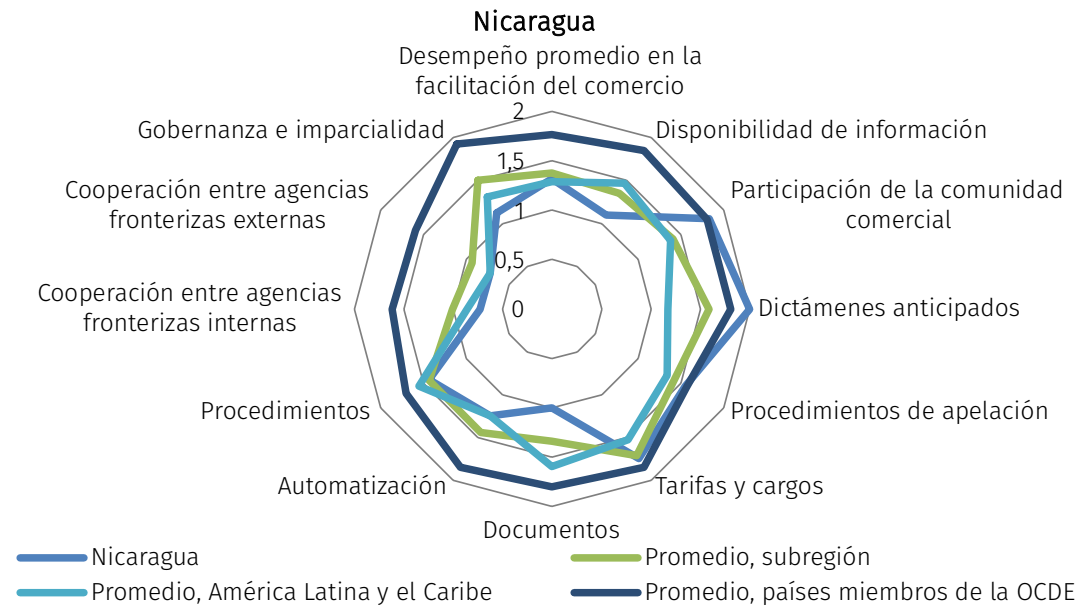 Nicaragua
Desempeño promedio en la
facilitación del comercio
2
Gobernanza e imparcialidad
Disponibilidad de información
1,5
Cooperación entre agencias
fronterizas externas
Participación de la comunidad
comercial
1
0,5
Cooperación entre agencias
fronterizas internas
0
Dictámenes anticipados
Procedimientos
Procedimientos de apelación
Automatización
Tarifas y cargos
Documentos
Nicaragua
Promedio, subregión
Promedio, América Latina y el Caribe
Promedio, países miembros de la OCDE